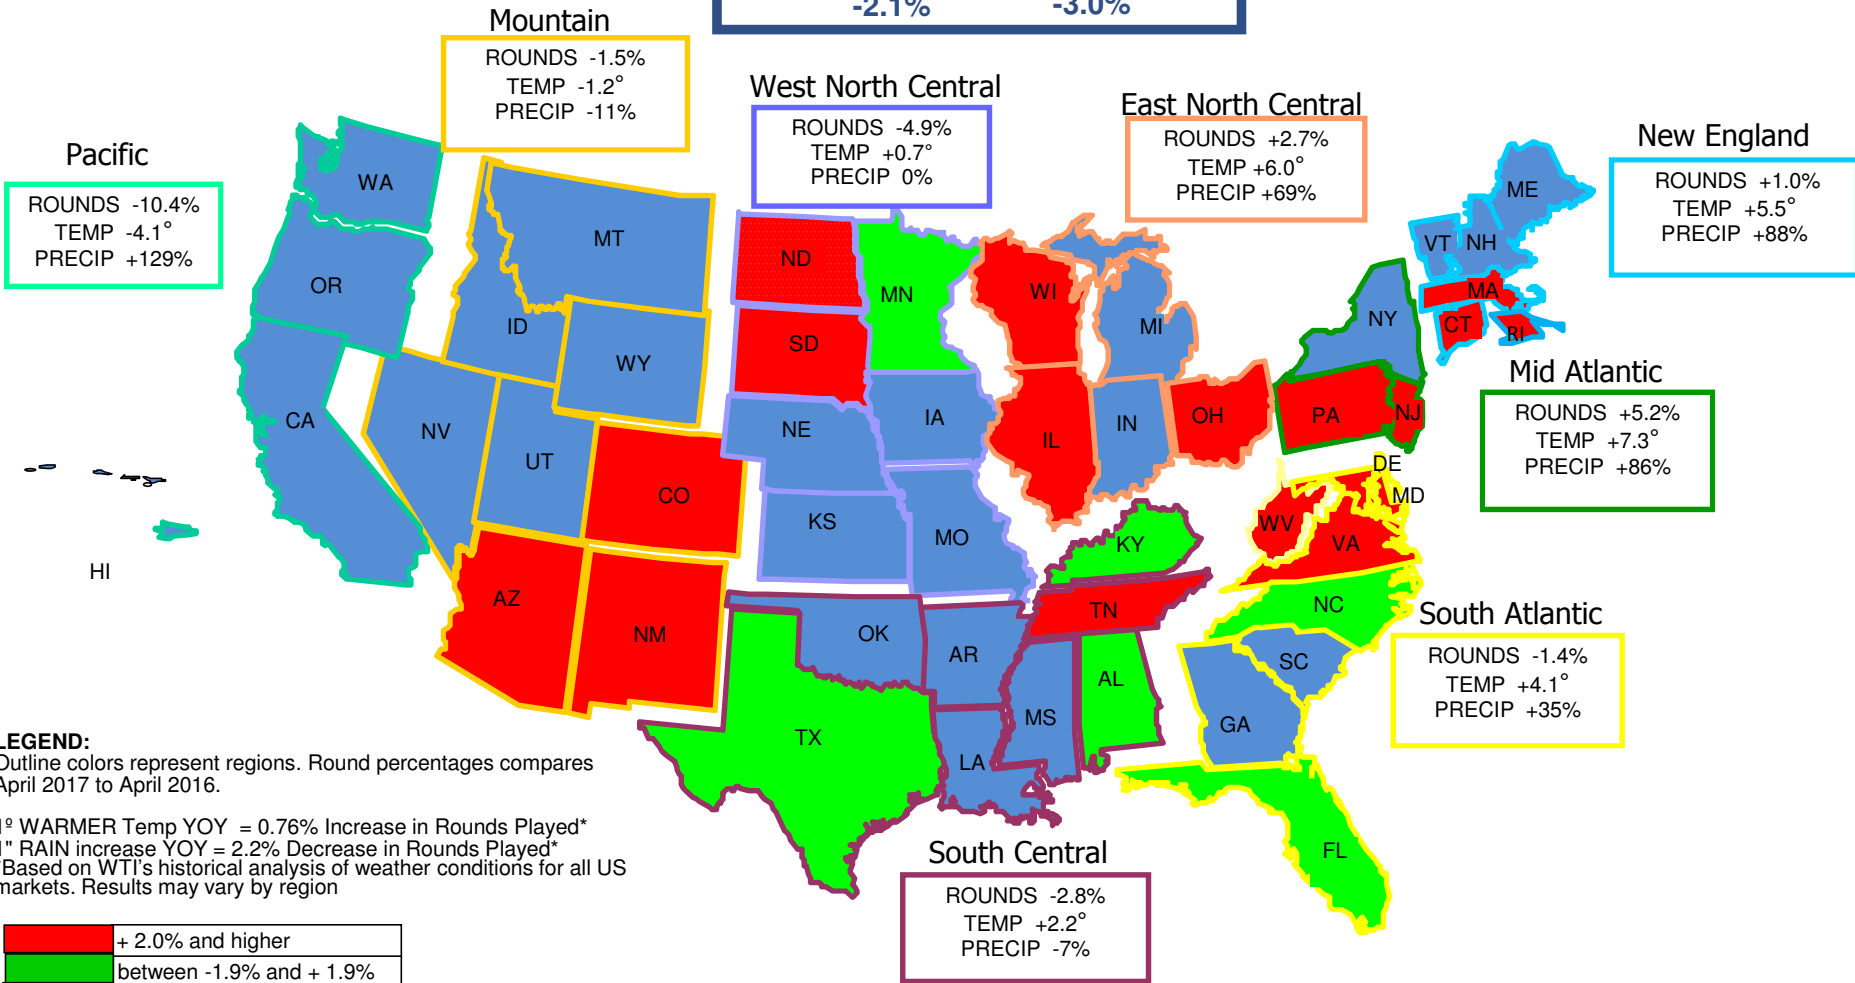 -2.1% -3.0%
Mountain
ROUNDS -1.5%
TEMP -1.2°
PRECIP -11%
West North Central
ROUNDS -4.9%
TEMP +0.7°
PRECIP 0%
East North Central
ROUNDS +2.7%
TEMP +6.0°
PRECIP +69%
New England
ROUNDS +1.0%
TEMP +5.5°
PRECIP +88%
Pacific
ROUNDS -10.4%
TEMP -4.1°
PRECIP +129%
Mid Atlantic
ROUNDS +5.2%
TEMP +7.3°
PRECIP +86%
South Atlantic
ROUNDS -1.4%
TEMP +4.1°
PRECIP +35%
South Central
ROUNDS -2.8%
TEMP +2.2°
PRECIP -7%
WA
OR
CA
HI
MT
ID
WY
NV
UT
CO
AZ
NM
ND
SD
MN
NE
IA
KS
MO
WI
MI
IL
IN
OH
ME
VT
NH
MA
CT
RI
NY
PA
NJ
DE
MD
WV
VA
NC
SC
GA
FL
KY
TN
OK
AR
TX
LA
MS
AL
LEGEND:
Outline colors represent regions. Round percentages compares
April 2017 to April 2016.
1º WARMER Temp YOY = 0.76% Increase in Rounds Played*
1" RAIN increase YOY = 2.2% Decrease in Rounds Played*
*Based on WTI's historical analysis of weather conditions for all US
markets. Results may vary by region
+ 2.0% and higher
between -1.9% and + 1.9%